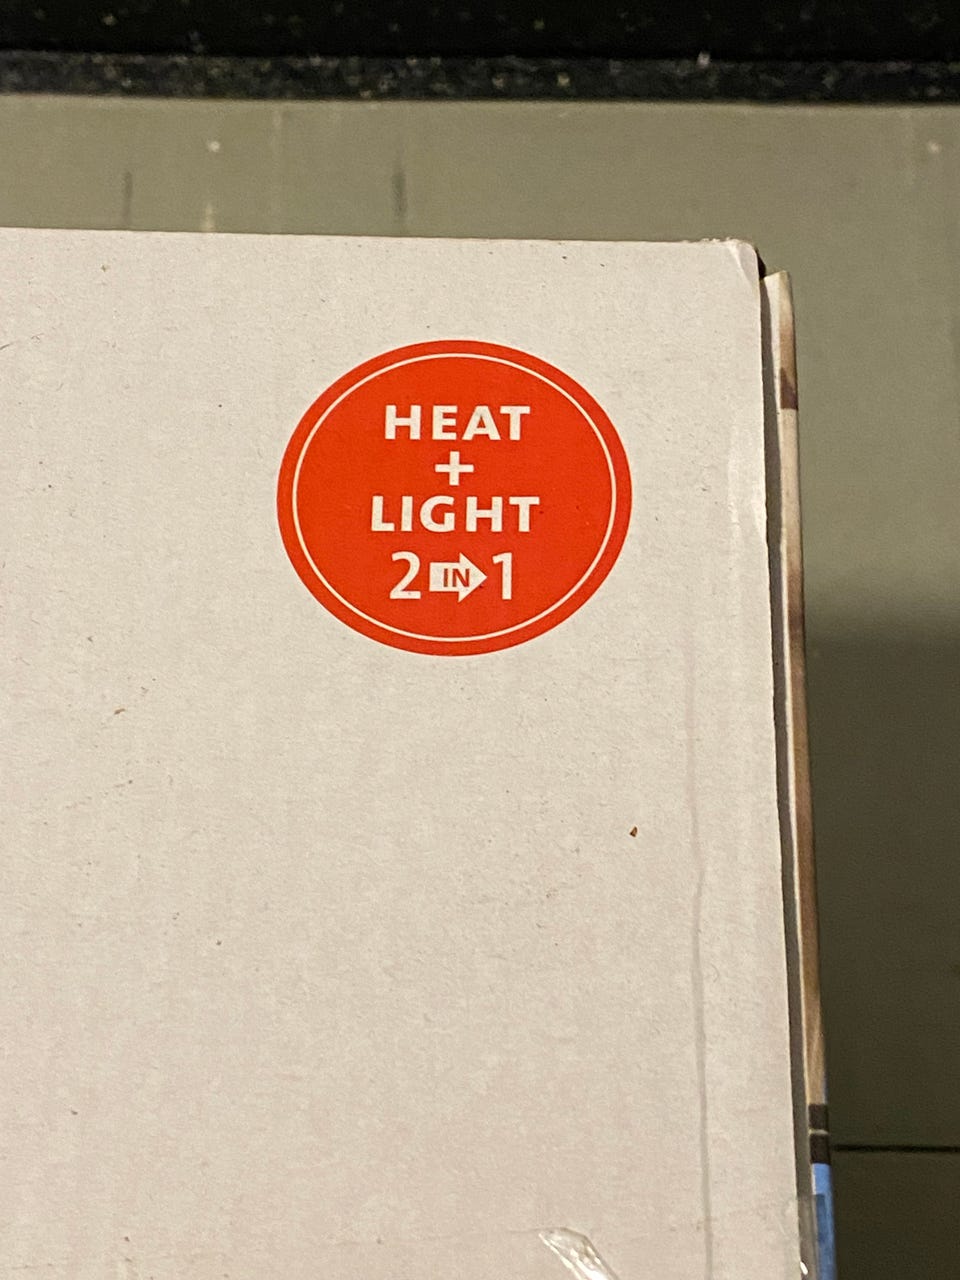 HEAT
+
LIGHT
2 IN 1